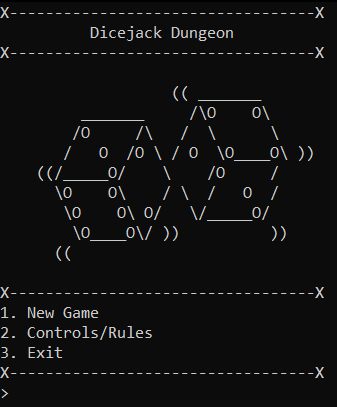 X----------------------------------X
Dicejack Dungeon
X----------------------------------X
(( _______
_______     /\O    O\
/O     /\   /  \      \
/   O  /O \ / O  \O____O\ ))
((/_____O/    \    /O     /
\O    O\    / \  /   O  /
\O    O\ O/   \/_____O/
\O____O\/ ))          ))
((
X----------------------------------X
1. New Game
2. Controls/Rules
3. Exit
X----------------------------------X
>